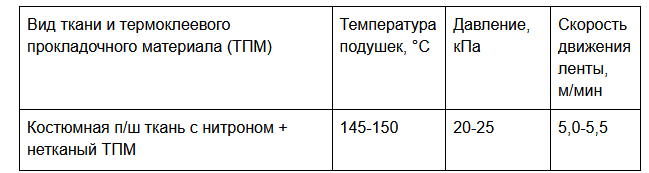 Вид ткани и термоклеевого
прокладочного материала (ТПМ)
Температура
подушек, °С
Давление,
кПа
Скорость
движения
ленты,
м/мин
Костюмная п/ш ткань с нитроном +
нетканый ТПМ
145-150
20-25
5,0-5,5